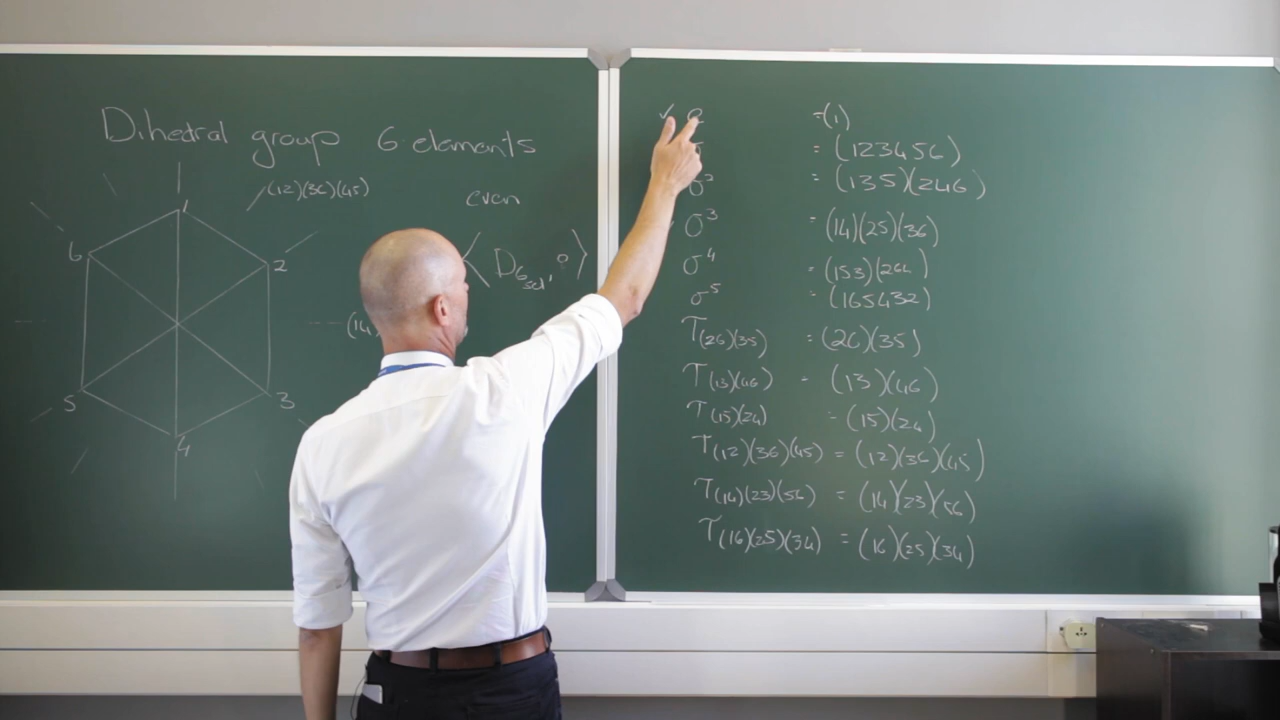 Dihedral group 6 elements
(12)(36)(45)
even
1
6
2
⟨D6sd, ∘⟩
(14)
5
3
4
✓ e = (1)
= (123456)
σ² = (135)(246)
σ³ = (14)(25)(36)
σ⁴ = (153)(264)
σ⁵ = (165432)
τ(26)(35) = (26)(35)
τ(13)(46) = (13)(46)
τ(15)(24) = (15)(24)
τ(12)(36)(45) = (12)(36)(45)
τ(14)(23)(56) = (14)(23)(56)
τ(16)(25)(34) = (16)(25)(34)